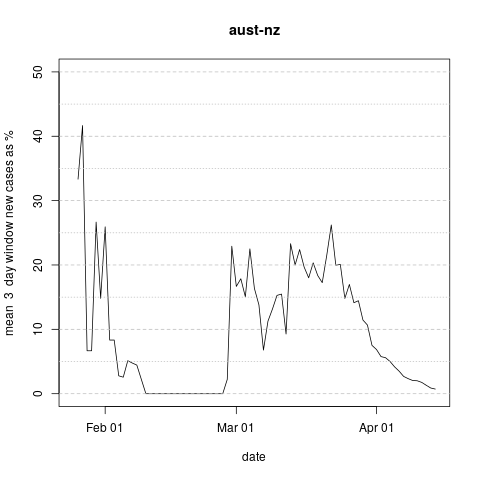 aust-nz
mean 3 day window new cases as %
50
40
30
20
10
0
Feb 01
Mar 01
Apr 01
date